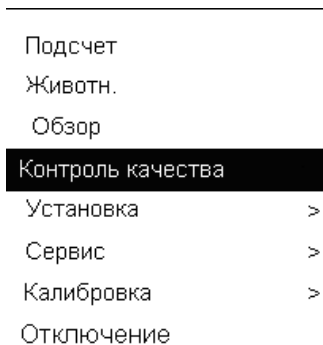 Подсчет
Животн.
Обзор
Контроль качества
Установка >
Сервис >
Калибровка >
Отключение